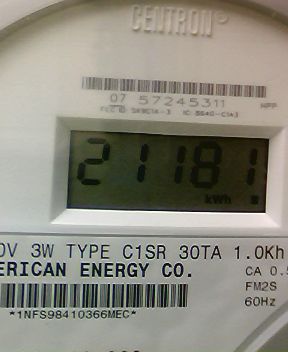 CENTRON
07 57245311
21181
kWh
0V 3W TYPE C1SR 30TA 1.0Kh
ERICAN ENERGY CO.
CA 0.5
FM2S
60Hz
*1NFS98410366MEC*